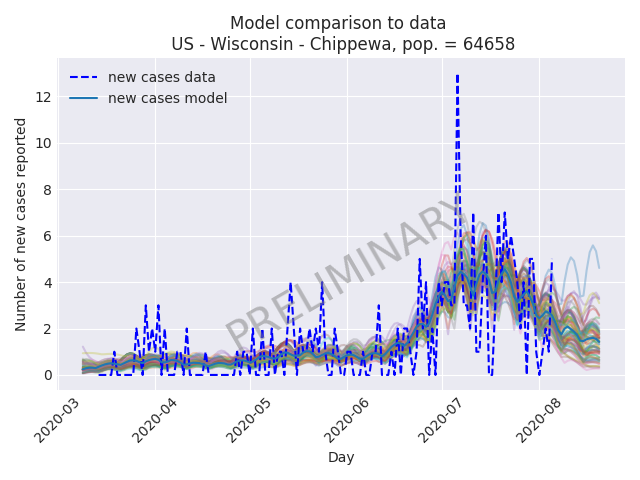 Model comparison to data
US - Wisconsin - Chippewa, pop. = 64658
new cases data
new cases model
PRELIMINARY
Number of new cases reported
12
10
8
6
4
2
0
2020-03
2020-04
2020-05
2020-06
2020-07
2020-08
Day